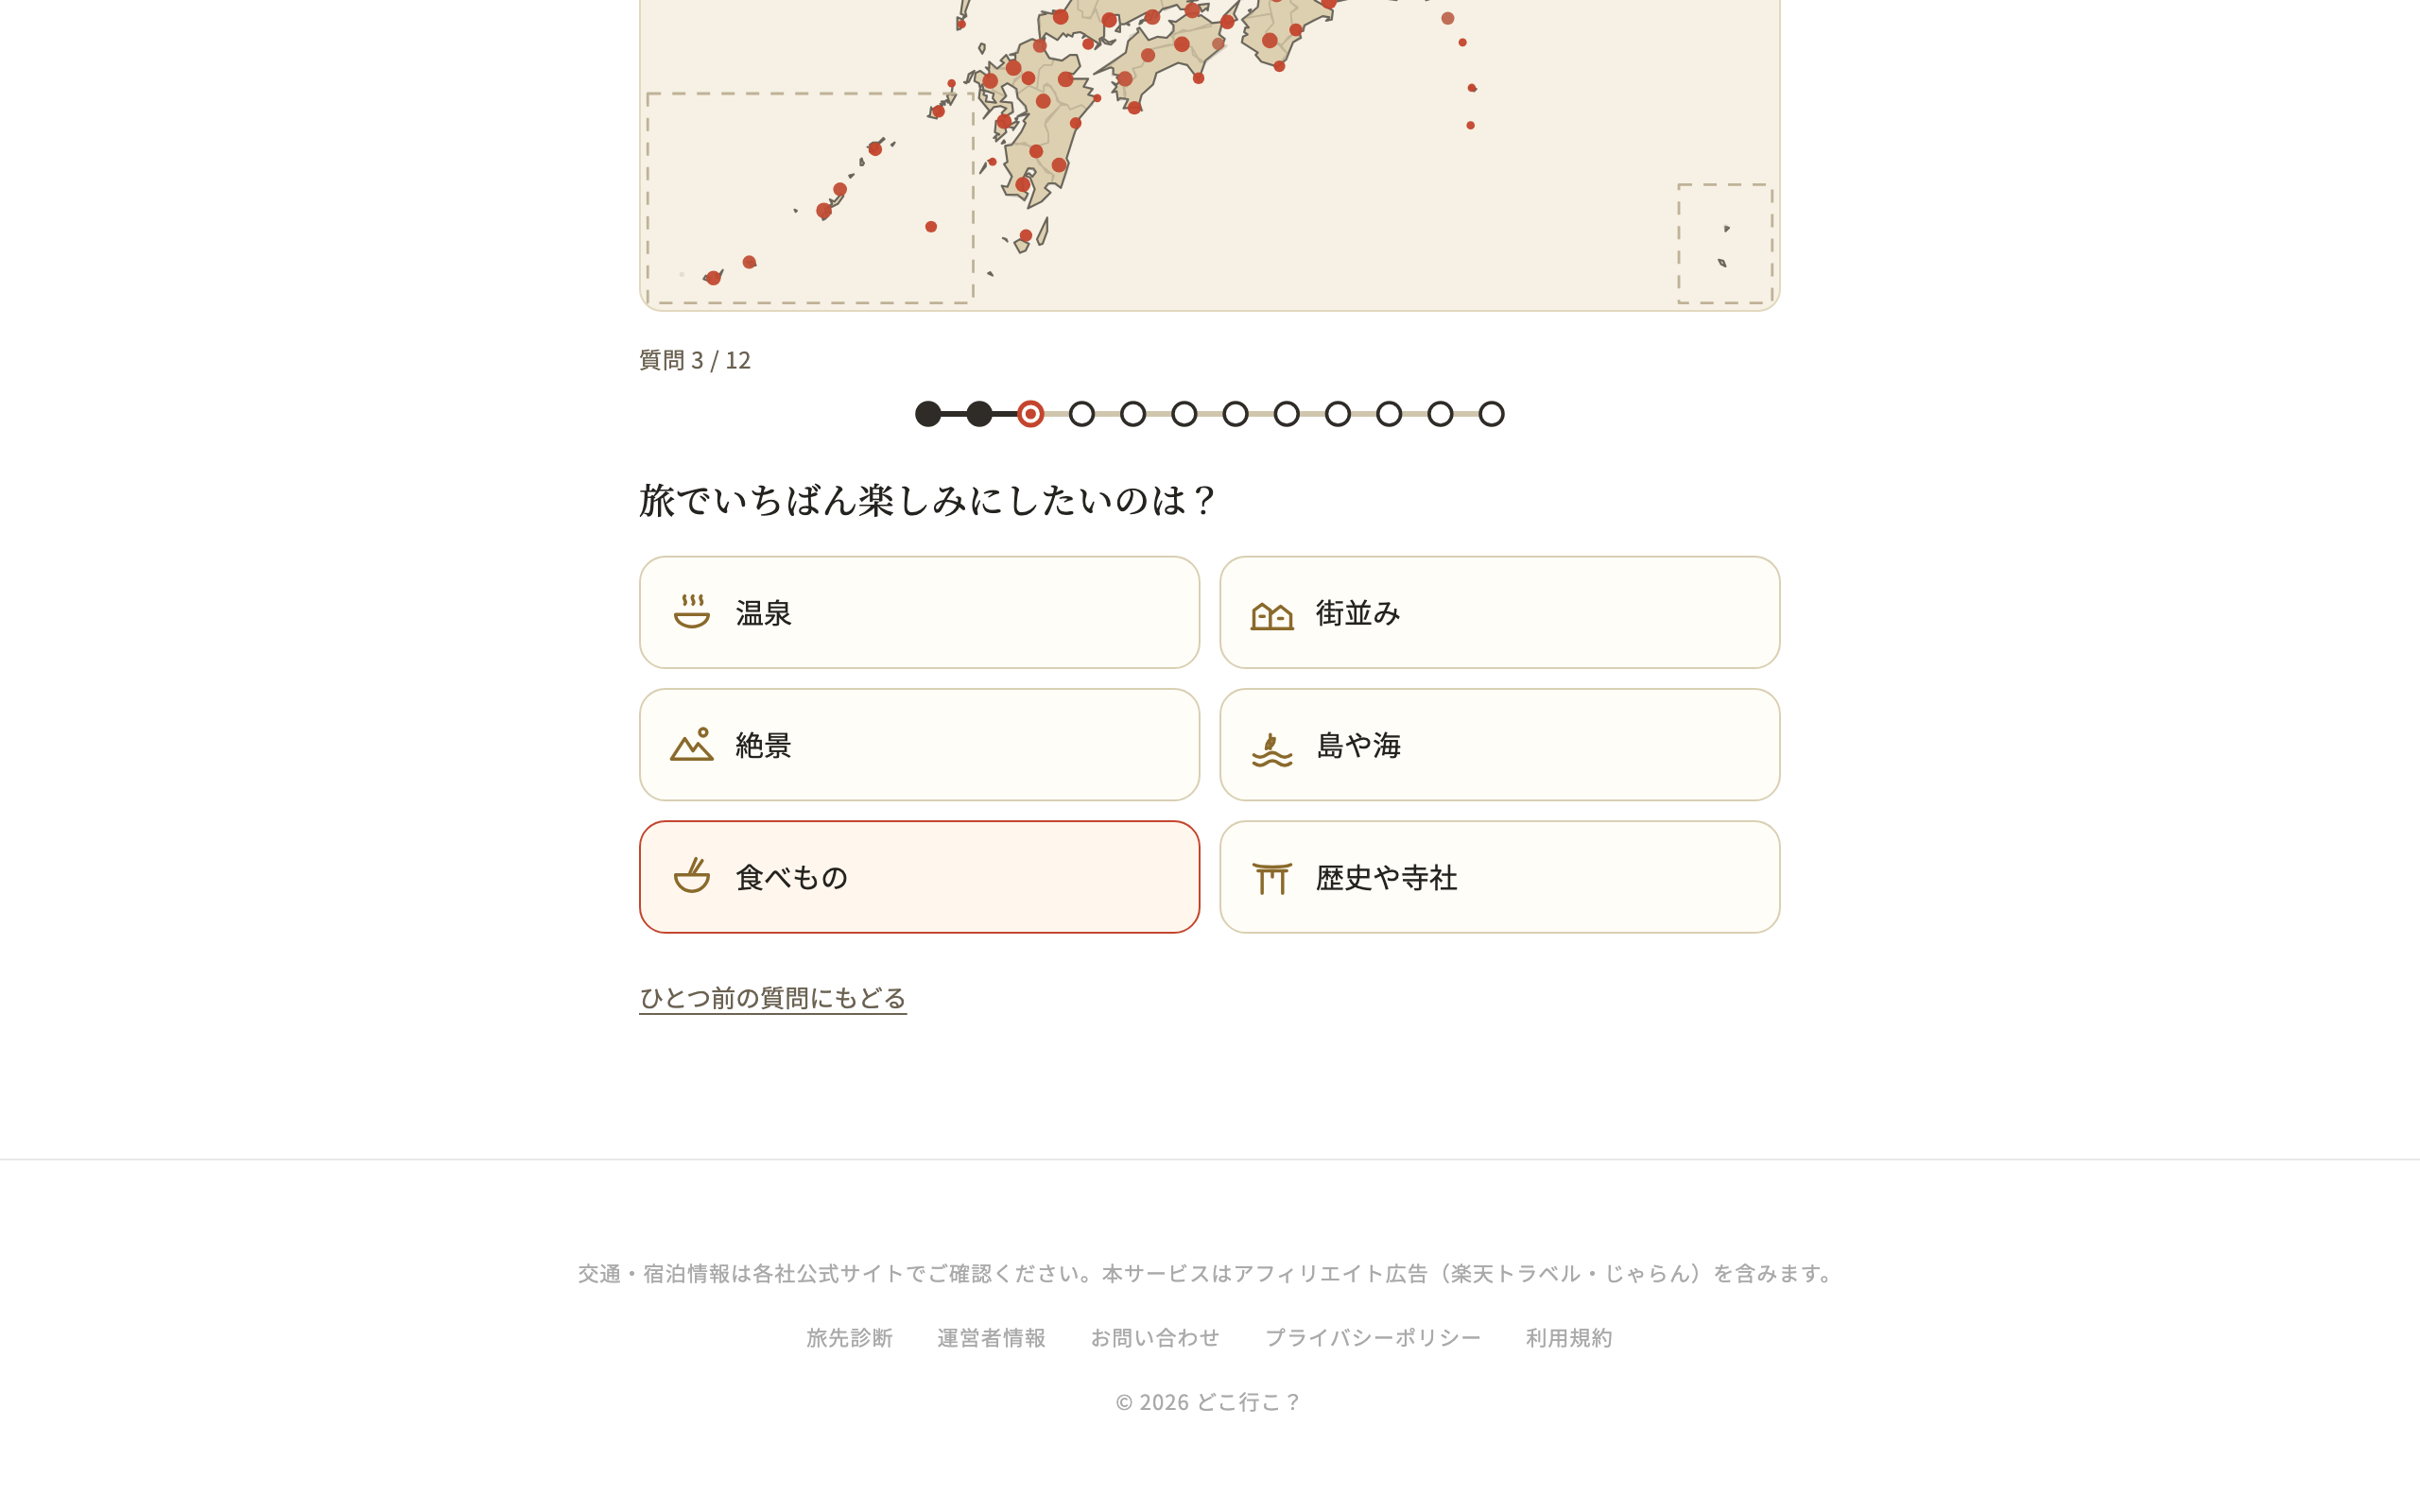 質問 3 / 12
旅でいちばん楽しみにしたいのは？
温泉
街並み
絶景
島や海
食べもの
歴史や寺社
ひとつ前の質問にもどる
交通・宿泊情報は各社公式サイトでご確認ください。本サービスはアフィリエイト広告（楽天トラベル・じゃらん）を含みます。
旅先診断 運営者情報 お問い合わせ プライバシーポリシー 利用規約
© 2026 どこ行こ？